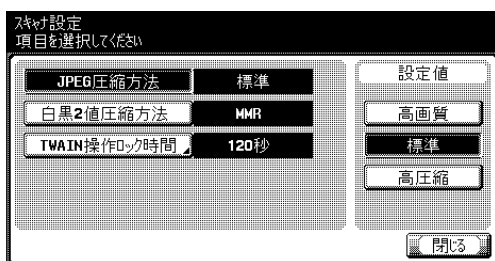 ｽｷｬﾅ設定
項目を選択してください
JPEG圧縮方法 標準
白黒2値圧縮方法 MMR
TWAIN操作ﾛｯｸ時間 120秒
設定値
高画質
標準
高圧縮
閉じる